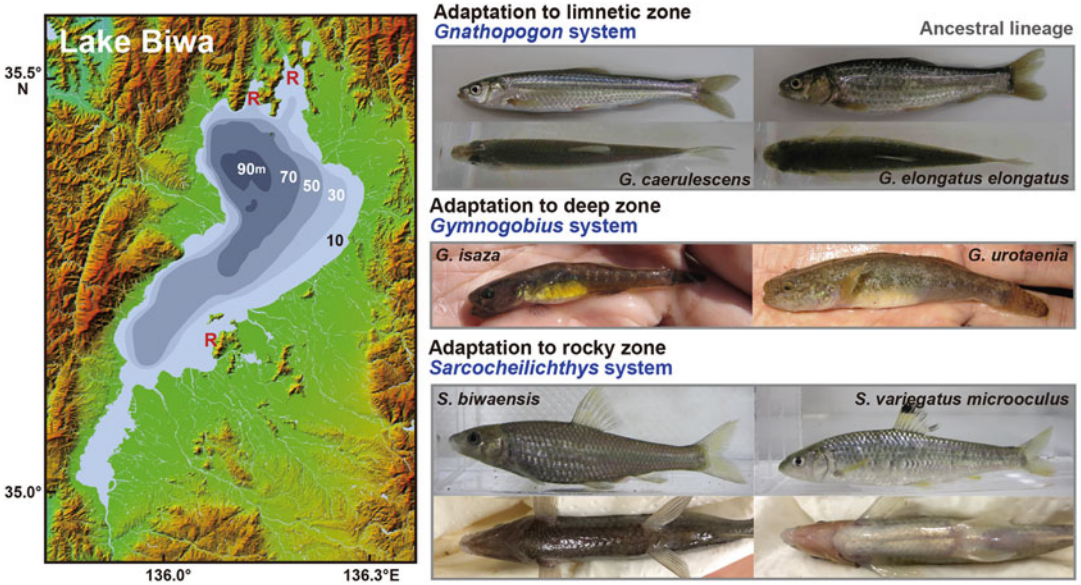 Lake Biwa
35.5°
N
R
R
90m
70
50
30
10
R
35.0°
136.0°
136.3°E
Adaptation to limnetic zone
Gnathopogon system
Ancestral lineage
G. caerulescens
G. elongatus elongatus
Adaptation to deep zone
Gymnogobius system
G. isaza
G. urotaenia
Adaptation to rocky zone
Sarcocheilichthys system
S. biwaensis
S. variegatus microoculus